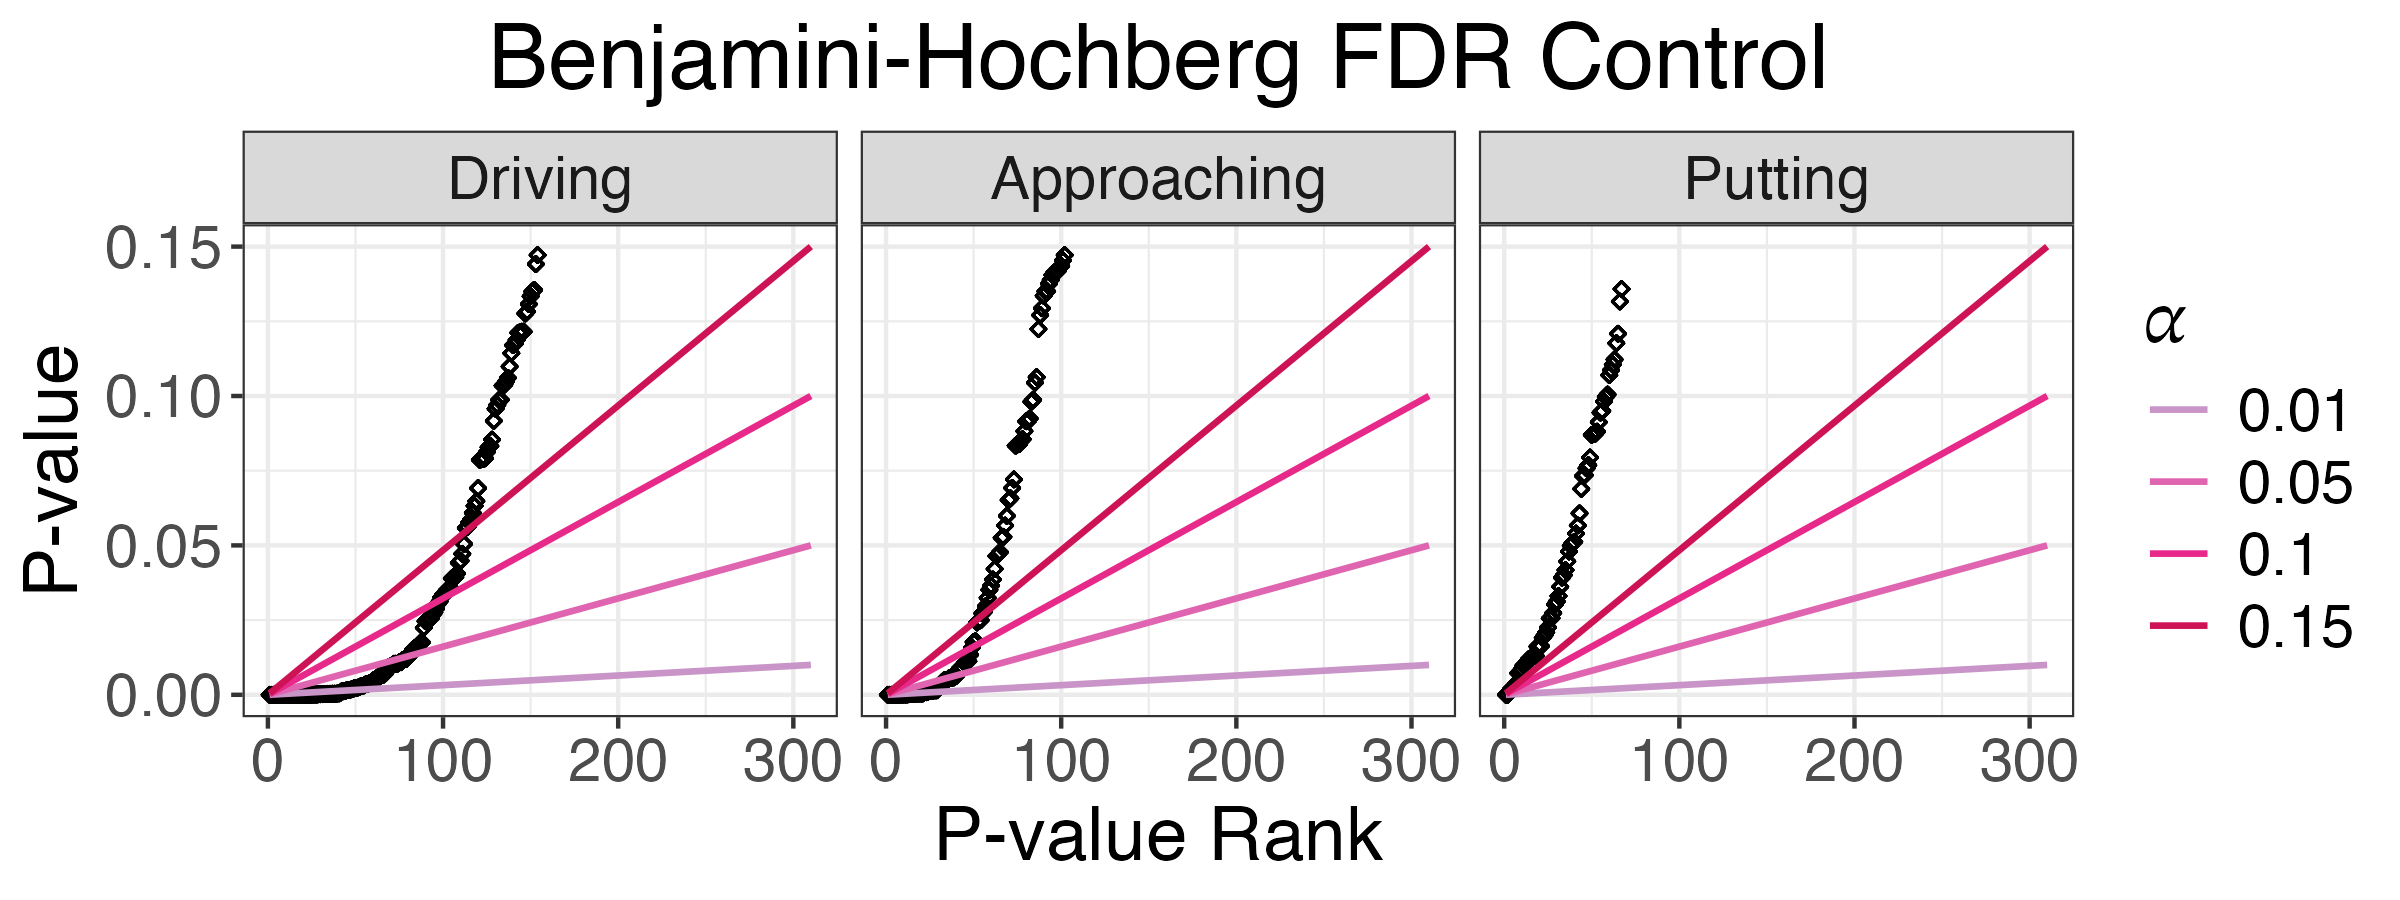 Benjamini-Hochberg FDR Control
Driving
Approaching
Putting
P-value
0.15
0.10
0.05
0.00
0 100 200 300
0 100 200 300
0 100 200 300
P-value Rank
α
0.01
0.05
0.1
0.15